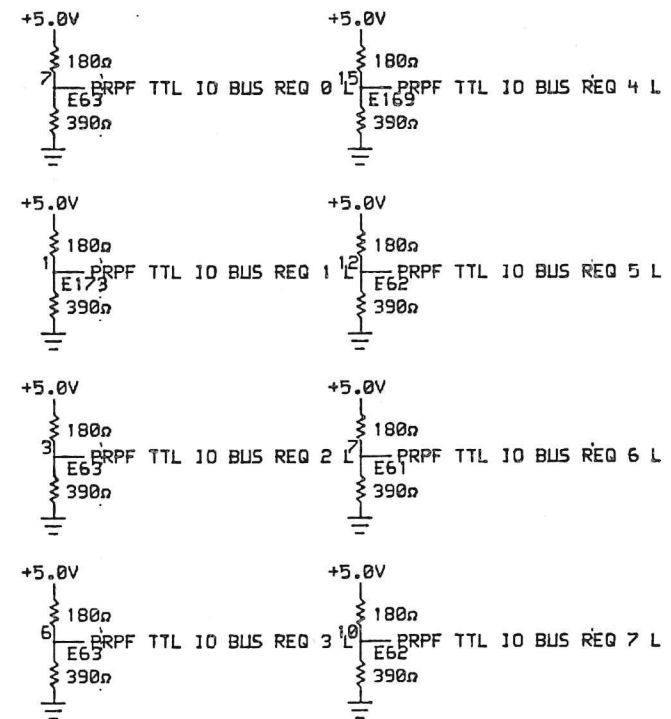 +5.0V
180Ω
7
PRPF TTL IO BUS REQ 0 L
E63
390Ω
+5.0V
180Ω
15
PRPF TTL IO BUS REQ 4 L
E169
390Ω
+5.0V
180Ω
1
PRPF TTL IO BUS REQ 1 L
E173
390Ω
+5.0V
180Ω
12
PRPF TTL IO BUS REQ 5 L
E62
390Ω
+5.0V
180Ω
3
PRPF TTL IO BUS REQ 2 L
E63
390Ω
+5.0V
180Ω
7
PRPF TTL IO BUS REQ 6 L
E61
390Ω
+5.0V
180Ω
6
PRPF TTL IO BUS REQ 3 L
E63
390Ω
+5.0V
180Ω
10
PRPF TTL IO BUS REQ 7 L
E62
390Ω